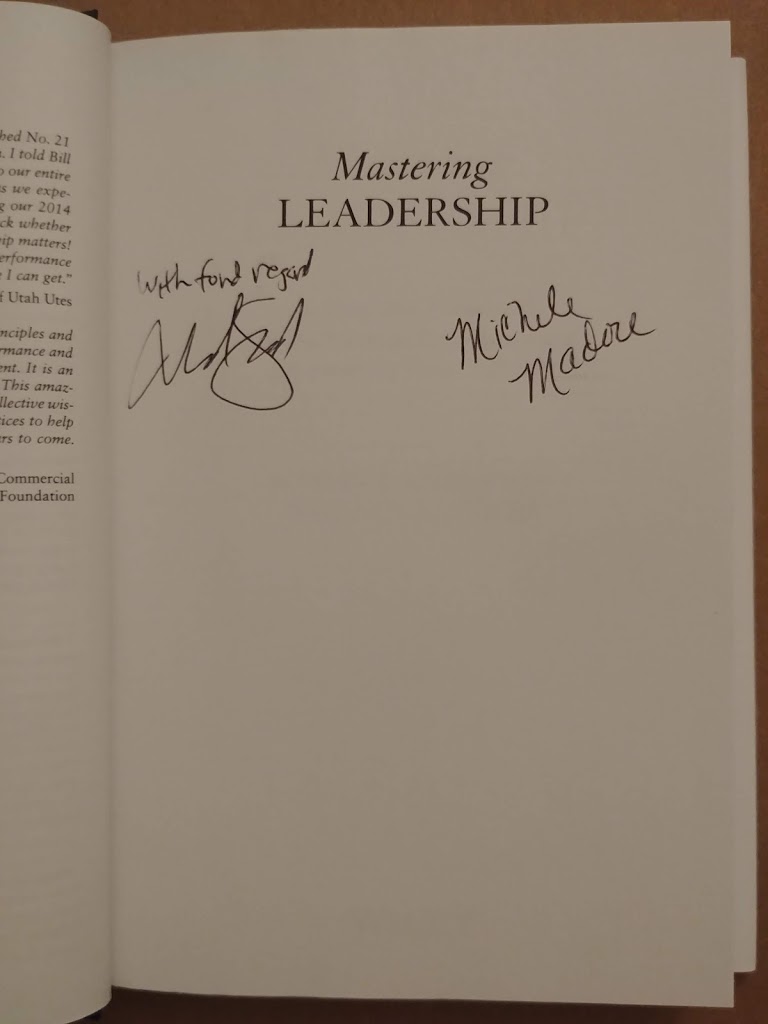 hed No. 21
. I told Bill
o our entire
s we expe-
g our 2014
ck whether
ip matters!
erformance
I can get."
f Utah Utes
nciples and
rmance and
ent. It is an
This amaz-
llective wis-
ices to help
rs to come.
Commercial
Foundation
Mastering
LEADERSHIP
With fond regard
Michele
Madore